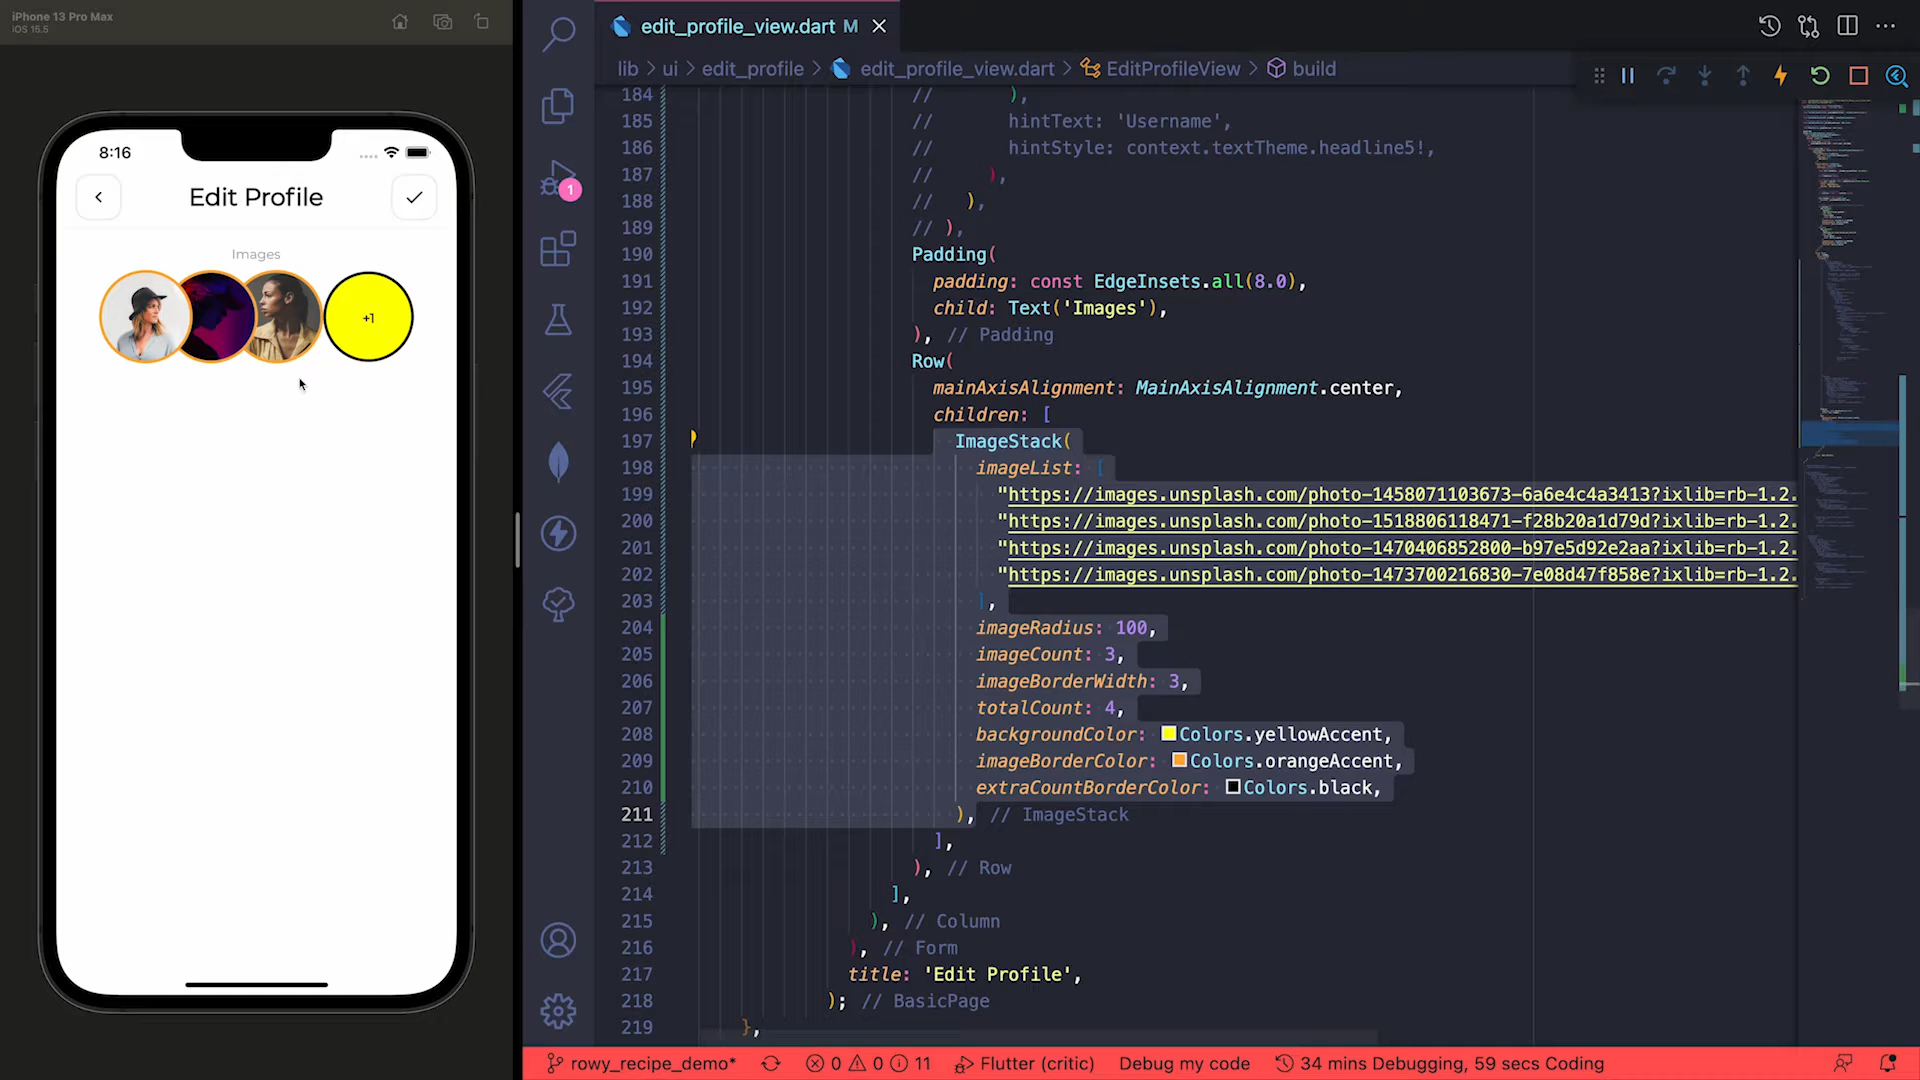 iPhone 13 Pro Max
iOS 15.5
8:16
Edit Profile
Images
+1
1
edit_profile_view.dart M
lib > ui > edit_profile > edit_profile_view.dart > EditProfileView > build
184 // ),
185 // hintText: 'Username',
186 // hintStyle: context.textTheme.headline5!,
187 // ),
188 // ),
189 // ),
190 Padding(
191 padding: const EdgeInsets.all(8.0),
192 child: Text('Images'),
193 ), // Padding
194 Row(
195 mainAxisAlignment: MainAxisAlignment.center,
196 children: [
197 ImageStack(
198 imageList: [
199 "https://images.unsplash.com/photo-1458071103673-6a6e4c4a3413?ixlib=rb-1.2.
200 "https://images.unsplash.com/photo-1518806118471-f28b20a1d79d?ixlib=rb-1.2.
201 "https://images.unsplash.com/photo-1470406852800-b97e5d92e2aa?ixlib=rb-1.2.
202 "https://images.unsplash.com/photo-1473700216830-7e08d47f858e?ixlib=rb-1.2.
203 ],
204 imageRadius: 100,
205 imageCount: 3,
206 imageBorderWidth: 3,
207 totalCount: 4,
208 backgroundColor: Colors.yellowAccent,
209 imageBorderColor: Colors.orangeAccent,
210 extraCountBorderColor: Colors.black,
211 ), // ImageStack
212 ],
213 ), // Row
214 ],
215 ), // Column
216 ), // Form
217 title: 'Edit Profile',
218 ); // BasicPage
219 },
rowy_recipe_demo* 0 0 11 Flutter (critic) Debug my code 34 mins Debugging, 59 secs Coding